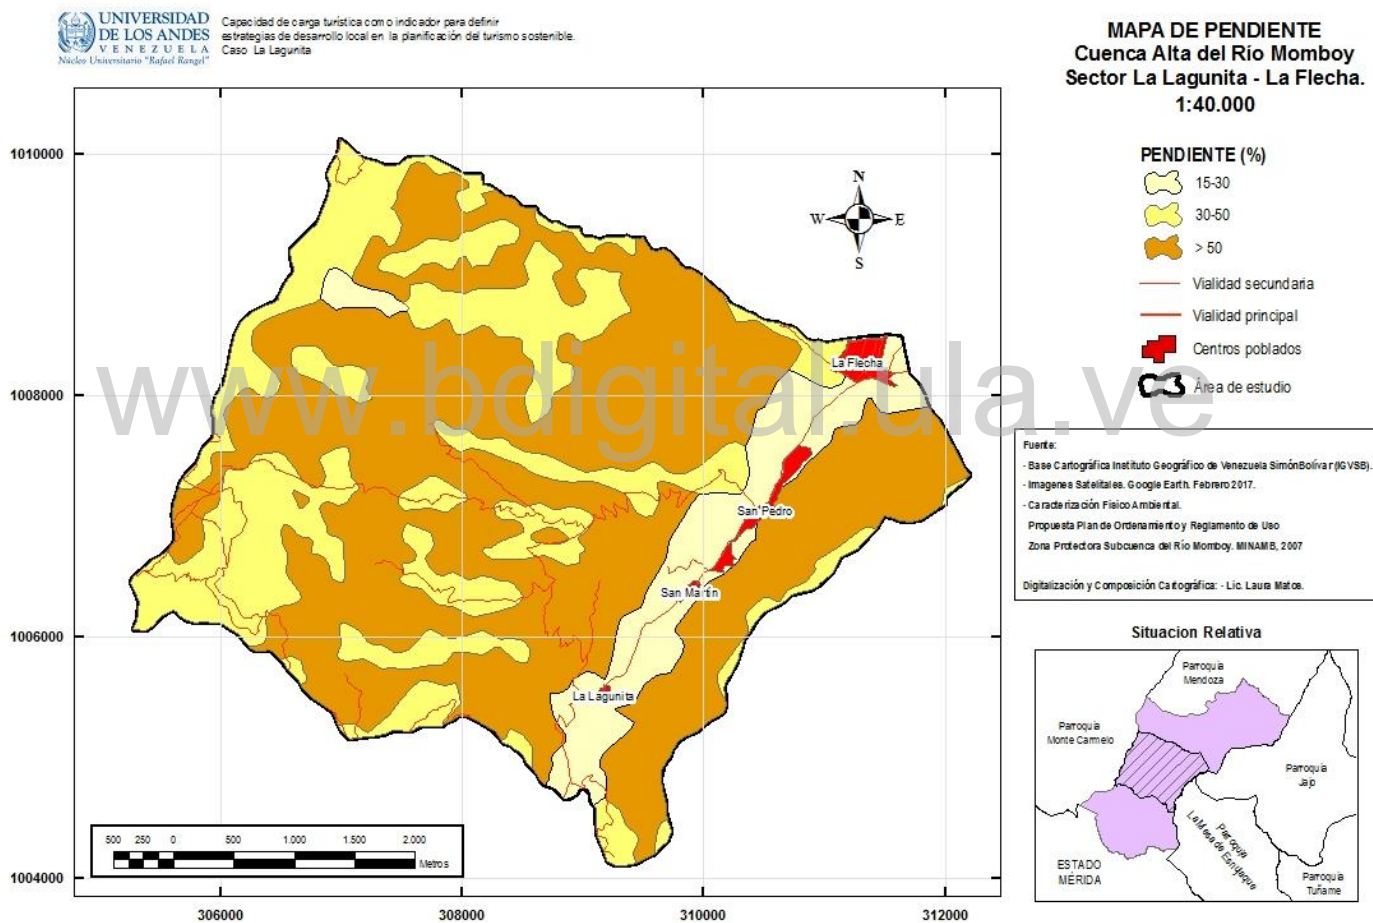 UNIVERSIDAD
DE LOS ANDES
VENEZUELA
Núcleo Universitario "Rafael Rangel"
Capacidad de carga turística como indicador para definir
estrategias de desarrollo local en la planificación del turismo sostenible.
Caso La Lagunita
MAPA DE PENDIENTE
Cuenca Alta del Río Momboy
Sector La Lagunita - La Flecha.
1:40.000
PENDIENTE (%)
15-30
30-50
> 50
Vialidad secundaria
Vialidad principal
Centros poblados
Área de estudio
Fuente:
- Base Cartográfica Instituto Geográfico de Venezuela SimónBolívar (IGVSB).
- Imagenes Satelitales. Google Earth. Febrero 2017.
- Caracterización Físico Ambiental.
Propuesta Plan de Ordenamiento y Reglamento de Uso
Zona Protectora Subcuenca del Río Momboy. MINAMB, 2007
Digitalización y Composición Cartográfica: - Lic. Laura Matos.
Situacion Relativa
Parroquia
Mendoza
Parroquia
Monte Carmelo
Parroquia
Jajo
Parroquia
La Mesa de Esnujaque
Parroquia
Tuñame
ESTADO
MÉRIDA
1010000
1008000
1006000
1004000
306000
308000
310000
312000
N
W
E
S
La Flecha
San Pedro
San Martín
La Lagunita
500 250 0 500 1.000 1.500 2.000
Metros
www.bdigital.ula.ve